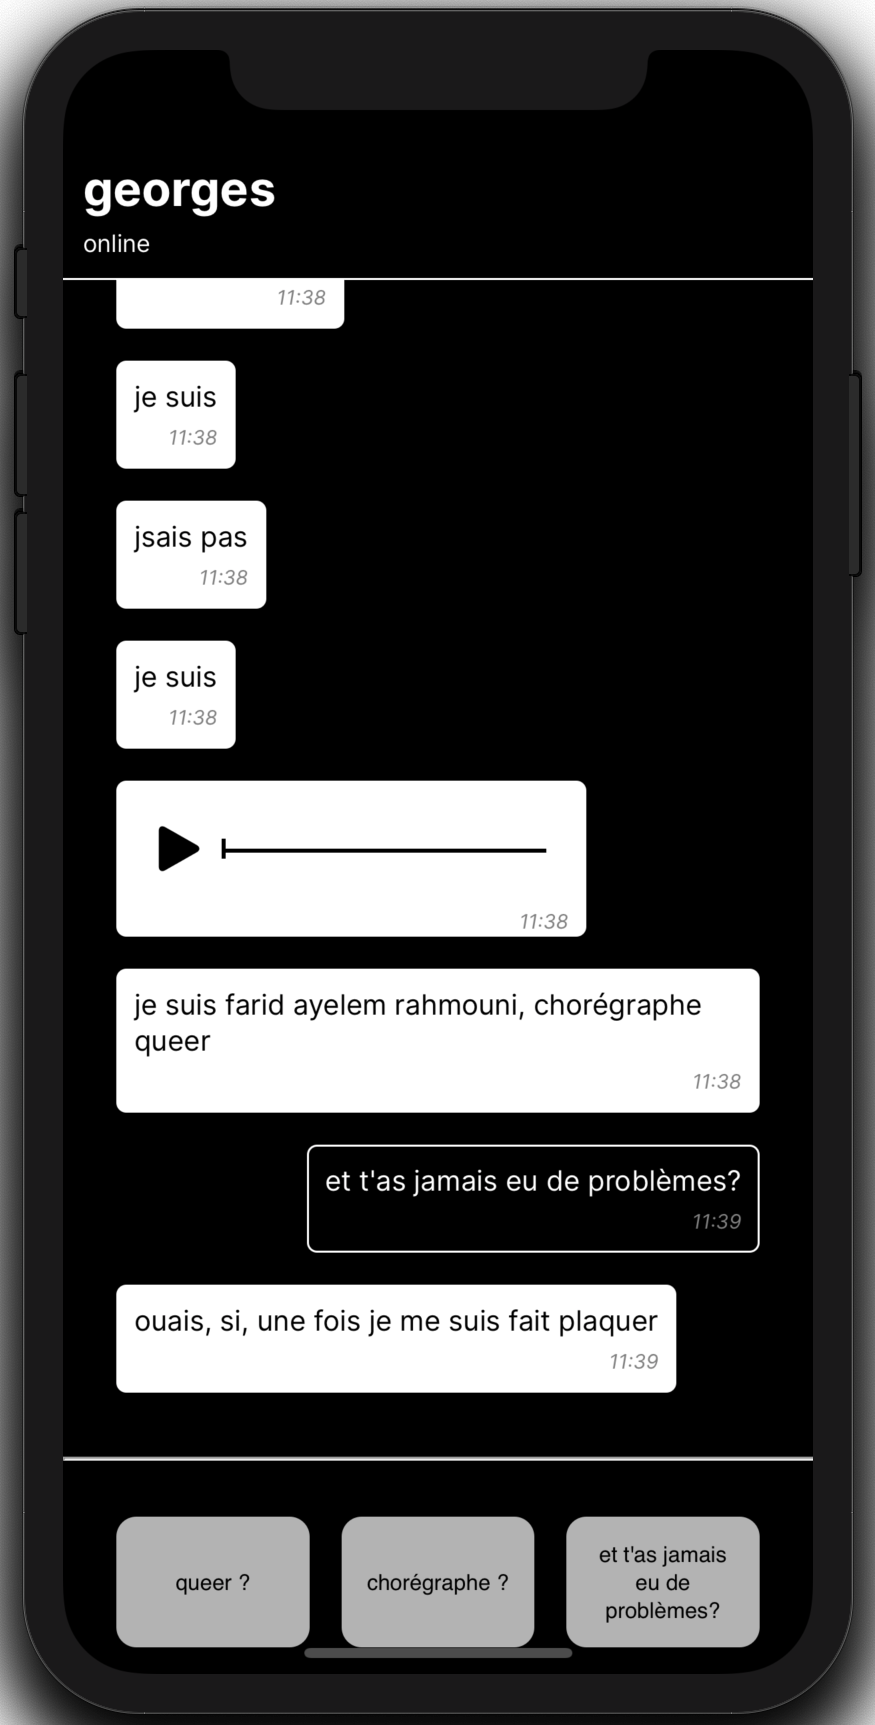 georges
online
11:38
je suis
11:38
jsais pas
11:38
je suis
11:38
11:38
je suis farid ayelem rahmouni, chorégraphe
queer
11:38
et t'as jamais eu de problèmes?
11:39
ouais, si, une fois je me suis fait plaquer
11:39
queer ?
chorégraphe ?
et t'as jamais
eu de
problèmes?